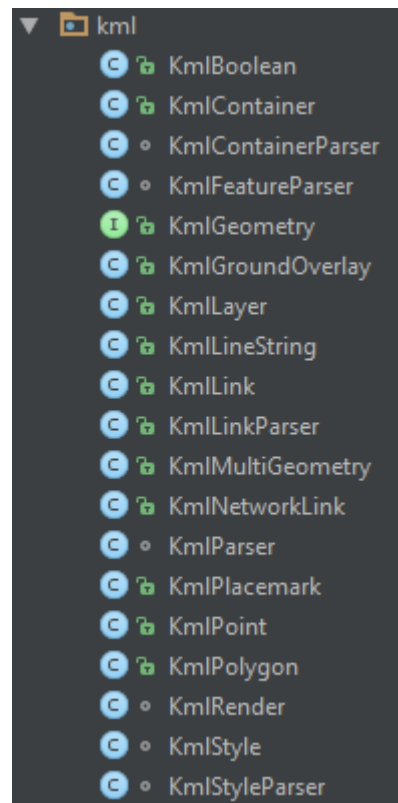 kml
KmlBoolean
KmlContainer
KmlContainerParser
KmlFeatureParser
KmlGeometry
KmlGroundOverlay
KmlLayer
KmlLineString
KmlLink
KmlLinkParser
KmlMultiGeometry
KmlNetworkLink
KmlParser
KmlPlacemark
KmlPoint
KmlPolygon
KmlRender
KmlStyle
KmlStyleParser